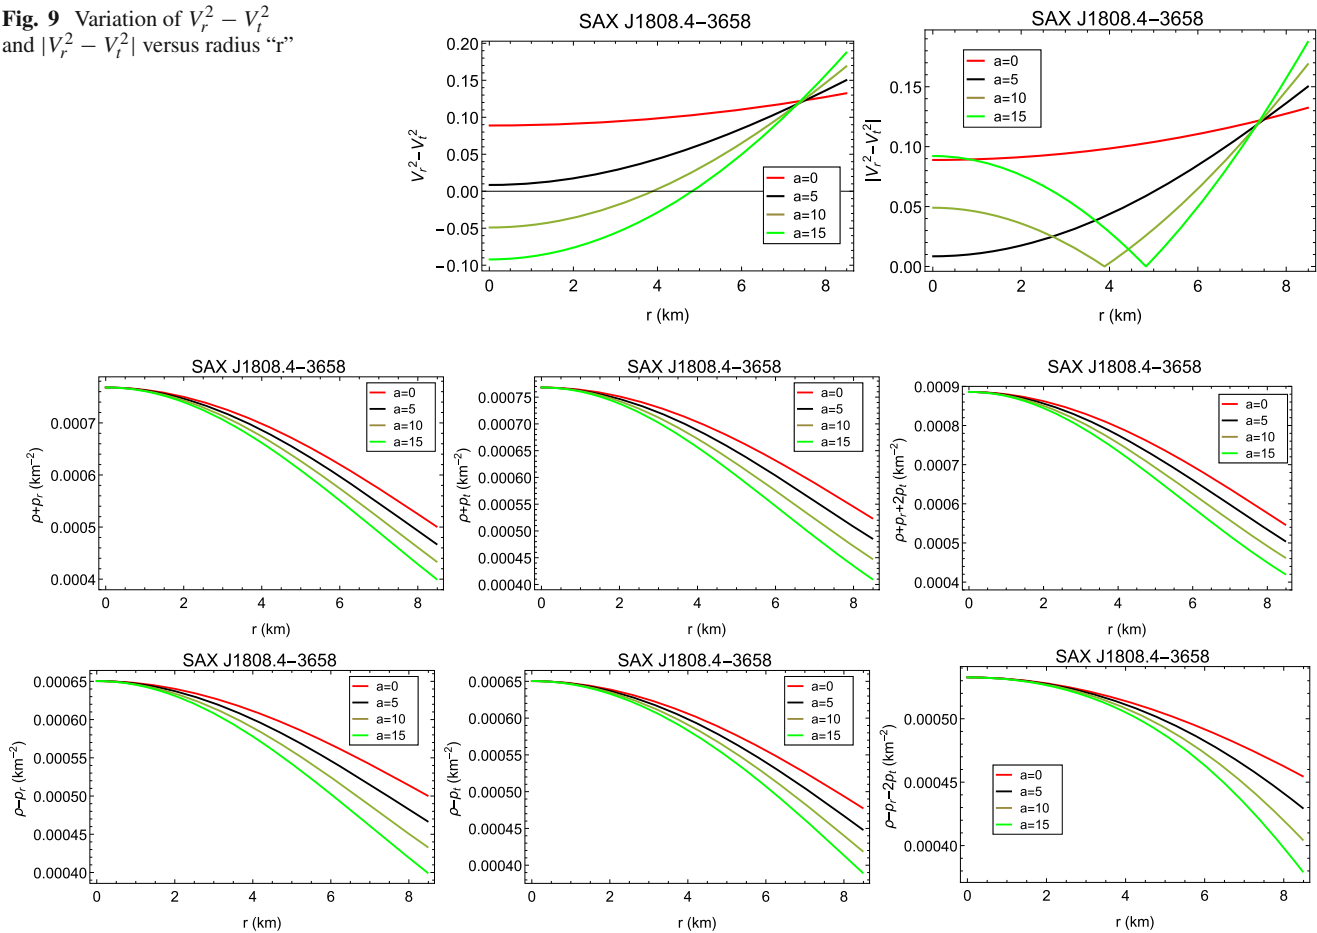 Fig. 9 Variation of V_r^2 − V_t^2
and |V_r^2 − V_t^2| versus radius “r”
SAX J1808.4−3658
0.20
0.15
0.10
0.05
0.00
−0.05
−0.10
V_r^2−V_t^2
a=0
a=5
a=10
a=15
0 2 4 6 8
r (km)
SAX J1808.4−3658
0.15
0.10
0.05
0.00
|V_r^2−V_t^2|
a=0
a=5
a=10
a=15
0 2 4 6 8
r (km)
SAX J1808.4−3658
0.0007
0.0006
0.0005
0.0004
ρ+p_r (km⁻²)
a=0
a=5
a=10
a=15
0 2 4 6 8
r (km)
SAX J1808.4−3658
0.00075
0.00070
0.00065
0.00060
0.00055
0.00050
0.00045
0.00040
ρ+p_t (km⁻²)
a=0
a=5
a=10
a=15
0 2 4 6 8
r (km)
SAX J1808.4−3658
0.0009
0.0008
0.0007
0.0006
0.0005
0.0004
ρ+p_r+2p_t (km⁻²)
a=0
a=5
a=10
a=15
0 2 4 6 8
r (km)
SAX J1808.4−3658
0.00065
0.00060
0.00055
0.00050
0.00045
0.00040
ρ−p_r (km⁻²)
a=0
a=5
a=10
a=15
0 2 4 6 8
r (km)
SAX J1808.4−3658
0.00065
0.00060
0.00055
0.00050
0.00045
0.00040
ρ−p_t (km⁻²)
a=0
a=5
a=10
a=15
0 2 4 6 8
r (km)
SAX J1808.4−3658
0.00050
0.00045
0.00040
ρ−p_r−2p_t (km⁻²)
a=0
a=5
a=10
a=15
0 2 4 6 8
r (km)